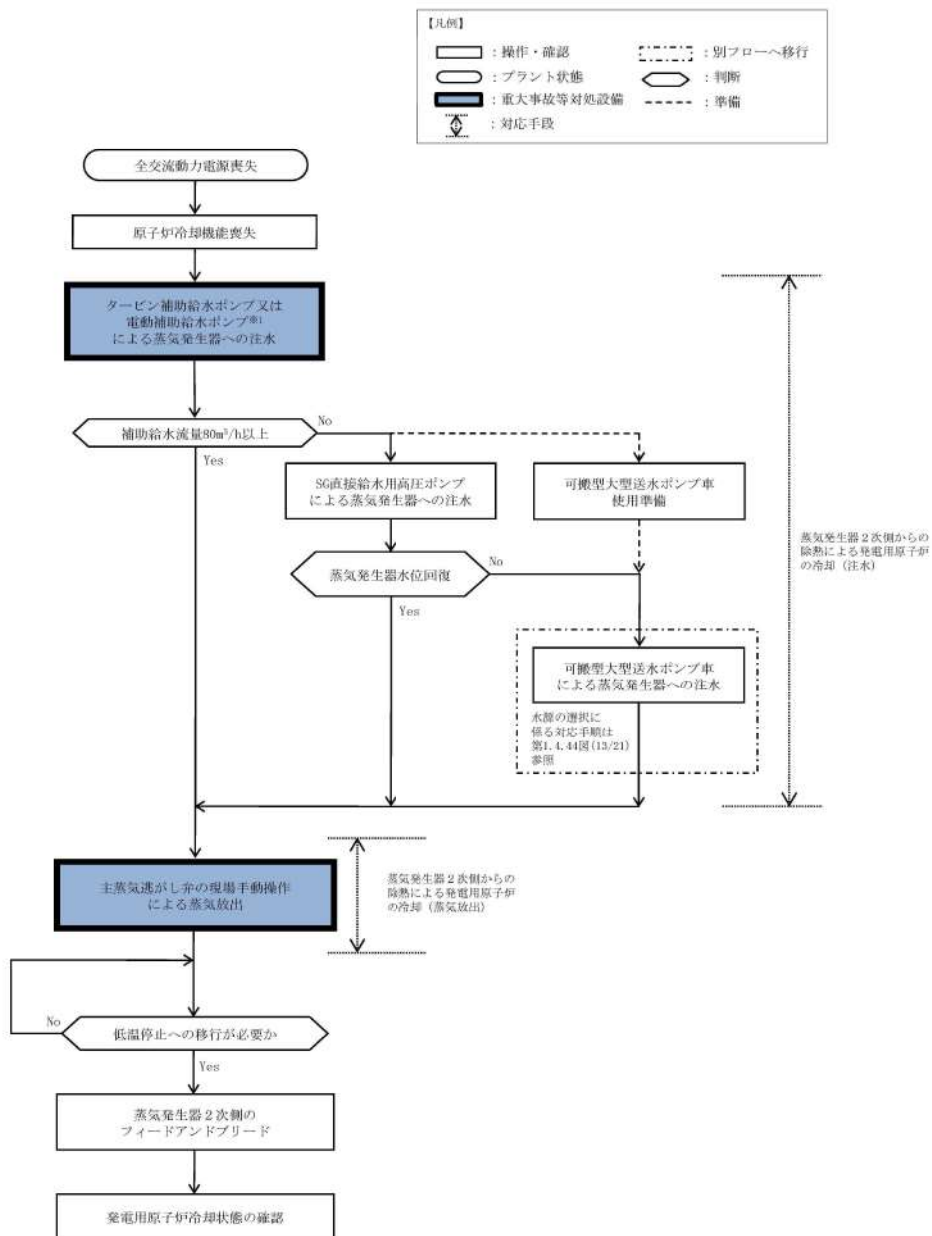 【凡例】
：操作・確認
：別フローへ移行
：プラント状態
：判断
：重大事故等対処設備
：準備
：対応手段
全交流動力電源喪失
原子炉冷却機能喪失
タービン補助給水ポンプ又は
電動補助給水ポンプ※1
による蒸気発生器への注水
補助給水流量80m³/h以上
No
Yes
SG直接給水用高圧ポンプ
による蒸気発生器への注水
可搬型大型送水ポンプ車
使用準備
蒸気発生器水位回復
No
Yes
可搬型大型送水ポンプ車
による蒸気発生器への注水
水源の選択に
係る対応手順は
第1.4.44図(13/21)
参照
蒸気発生器２次側からの
除熱による発電用原子炉
の冷却（注水）
主蒸気逃がし弁の現場手動操作
による蒸気放出
蒸気発生器２次側からの
除熱による発電用原子炉
の冷却（蒸気放出）
低温停止への移行が必要か
No
Yes
蒸気発生器２次側の
フィードアンドブリード
発電用原子炉冷却状態の確認